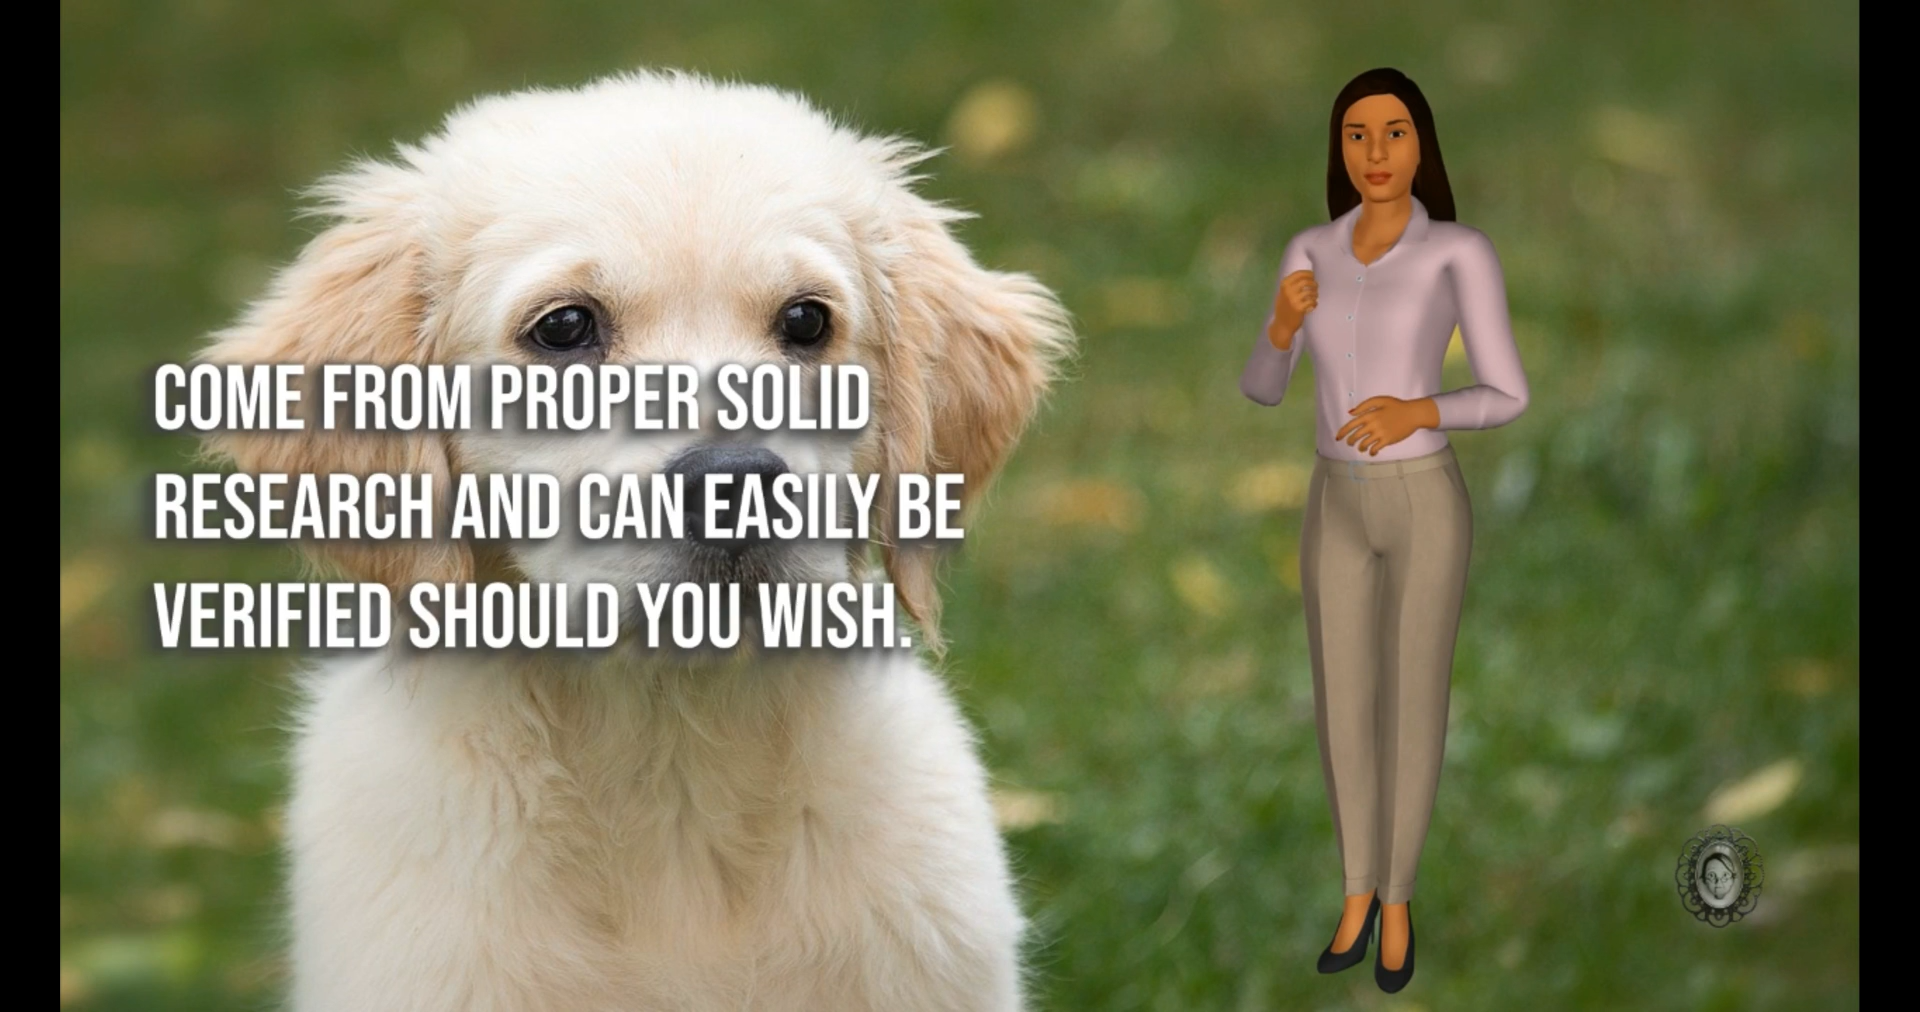 COME FROM PROPER SOLID
RESEARCH AND CAN EASILY BE
VERIFIED SHOULD YOU WISH.